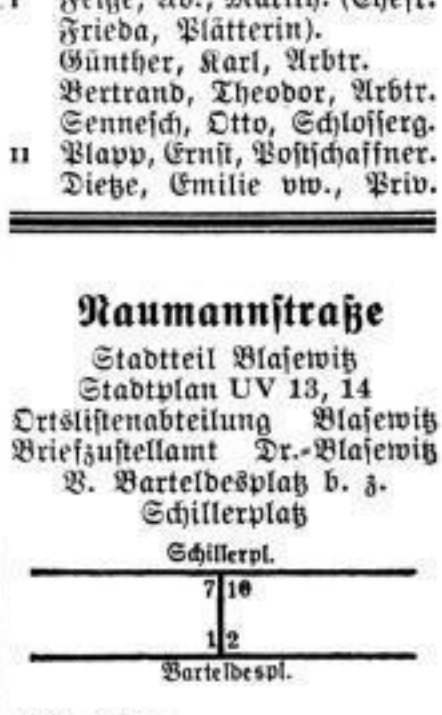 Frieda, Plätterin).
Günther, Karl, Arbtr.
Bertrand, Theodor, Arbtr.
Sennesch, Otto, Schlosserg.
11 Plapp, Ernst, Postschaffner.
Dietze, Emilie vw., Priv.
Naumannstraße
Stadtteil Blasewitz
Stadtplan UV 13, 14
Ortslistenabteilung Blasewitz
Briefzustellamt Dr.-Blasewitz
V. Barteldesplatz b. z.
Schillerplatz
Schillerpl.
7 10
1 2
Barteldespl.